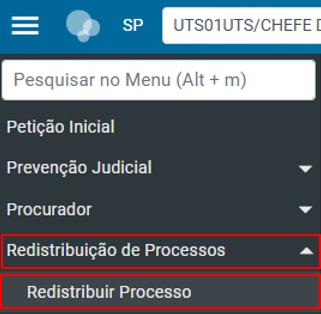 SP UTS01UTS/CHEFE
Pesquisar no Menu (Alt + m)
Petição Inicial
Prevenção Judicial
Procurador
Redistribuição de Processos
Redistribuir Processo